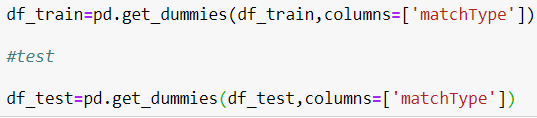 df_train=pd.get_dummies(df_train,columns=['matchType'])
#test
df_test=pd.get_dummies(df_test,columns=['matchType'])